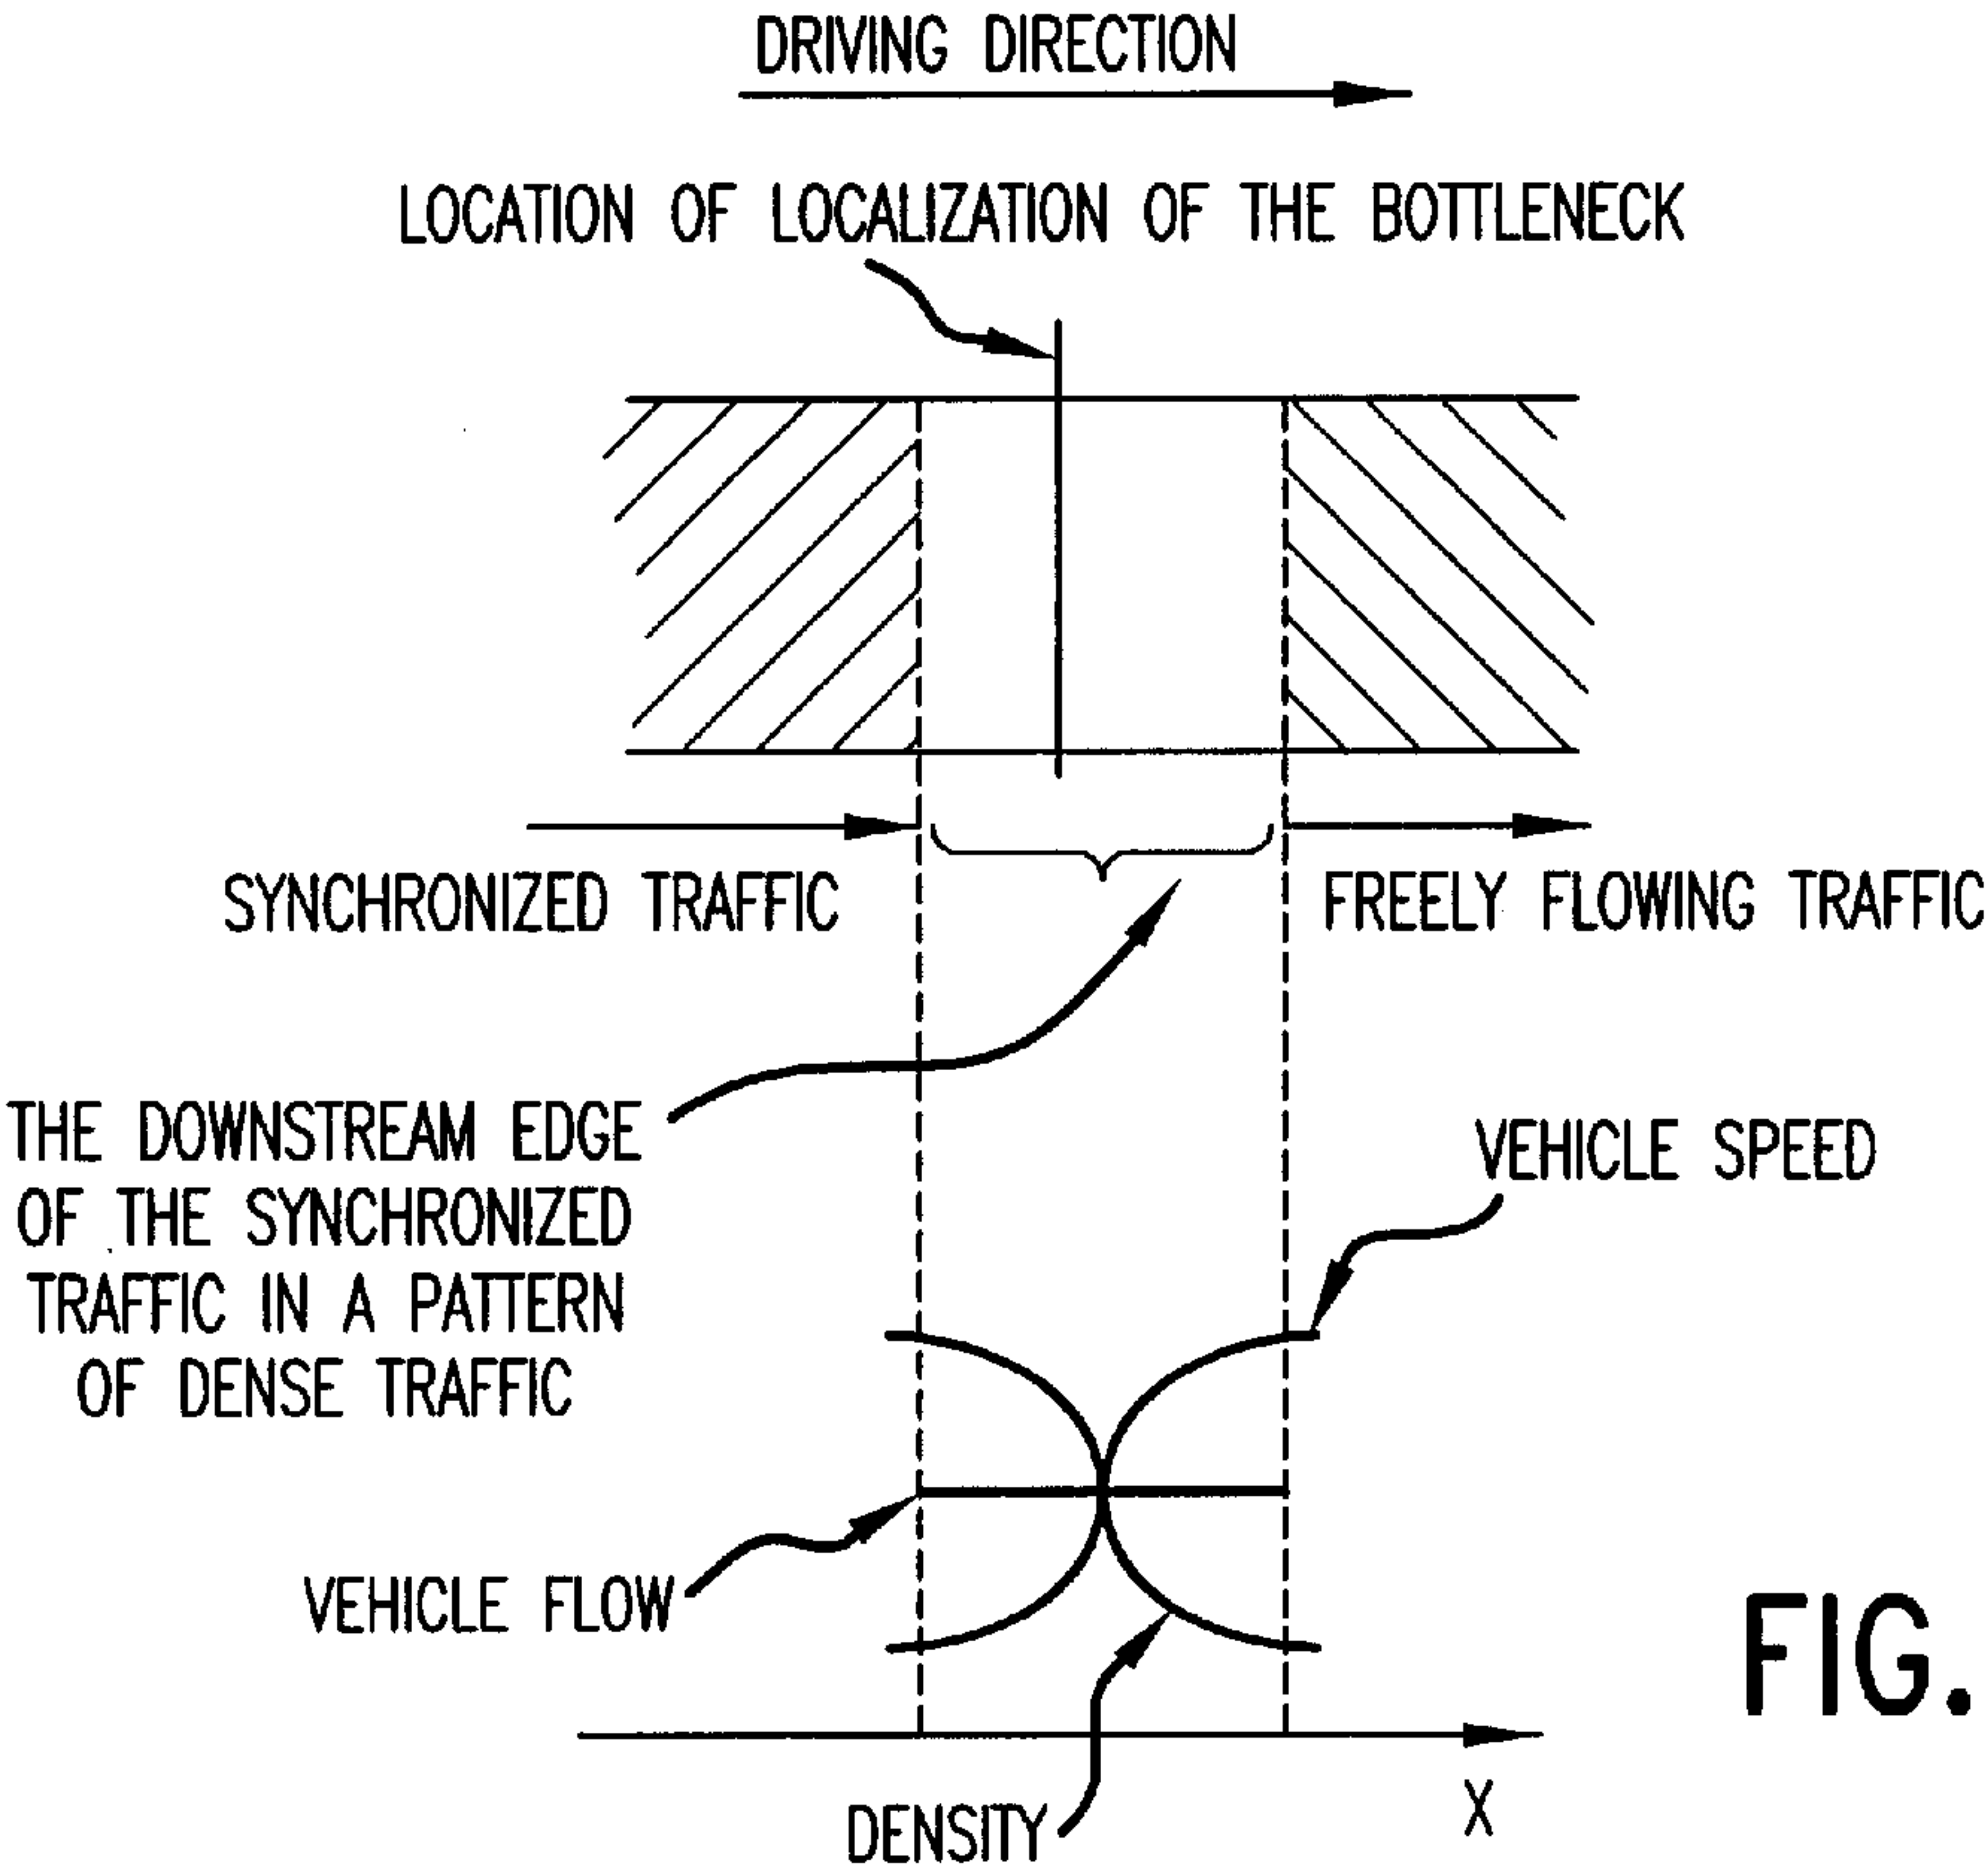 DRIVING DIRECTION
LOCATION OF LOCALIZATION OF THE BOTTLENECK
SYNCHRONIZED TRAFFIC
FREELY FLOWING TRAFFIC
THE DOWNSTREAM EDGE
OF THE SYNCHRONIZED
TRAFFIC IN A PATTERN
OF DENSE TRAFFIC
VEHICLE SPEED
VEHICLE FLOW
DENSITY
X
FIG.